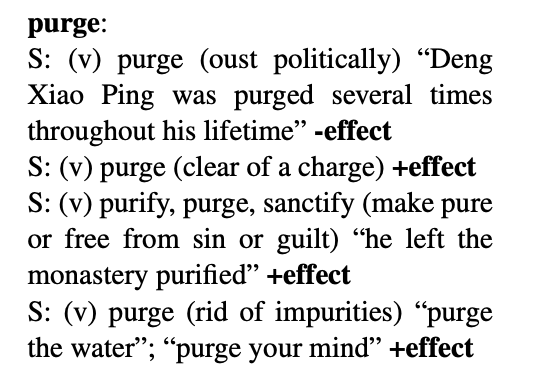 purge:
S: (v) purge (oust politically) “Deng
Xiao Ping was purged several times
throughout his lifetime” -effect
S: (v) purge (clear of a charge) +effect
S: (v) purify, purge, sanctify (make pure
or free from sin or guilt) “he left the
monastery purified” +effect
S: (v) purge (rid of impurities) “purge
the water”; “purge your mind” +effect